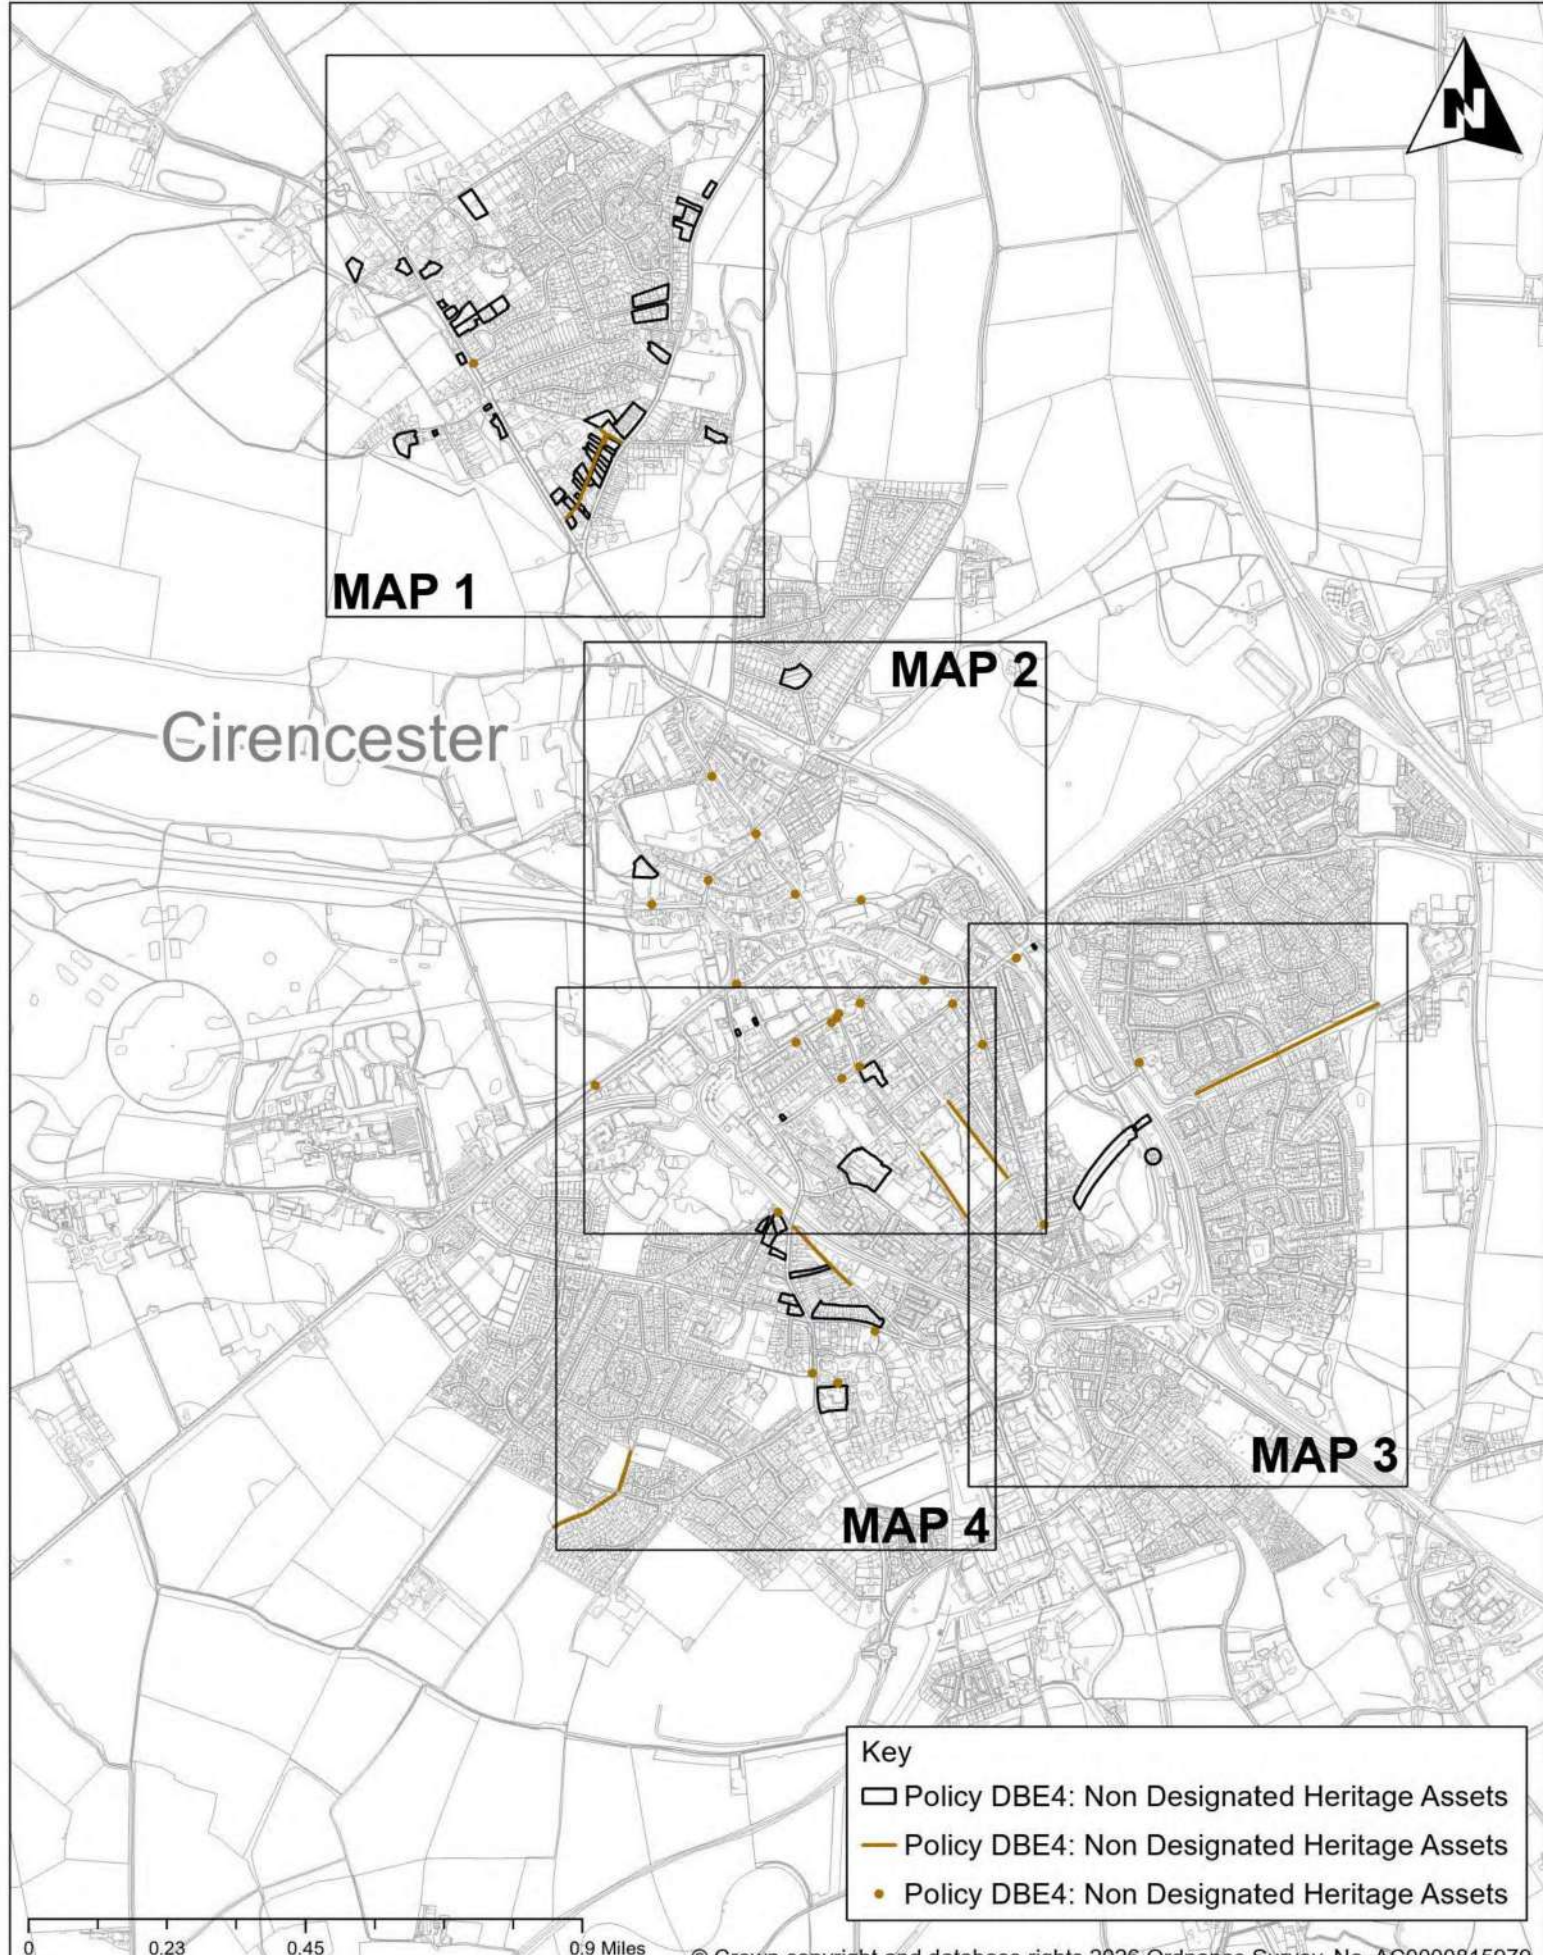 N
MAP 1
MAP 2
Cirencester
MAP 3
MAP 4
Key
Policy DBE4: Non Designated Heritage Assets
Policy DBE4: Non Designated Heritage Assets
Policy DBE4: Non Designated Heritage Assets
0 0.23 0.45 0.9 Miles
© Crown copyright and database rights 2026 Ordnance Survey. No. AC0000815070